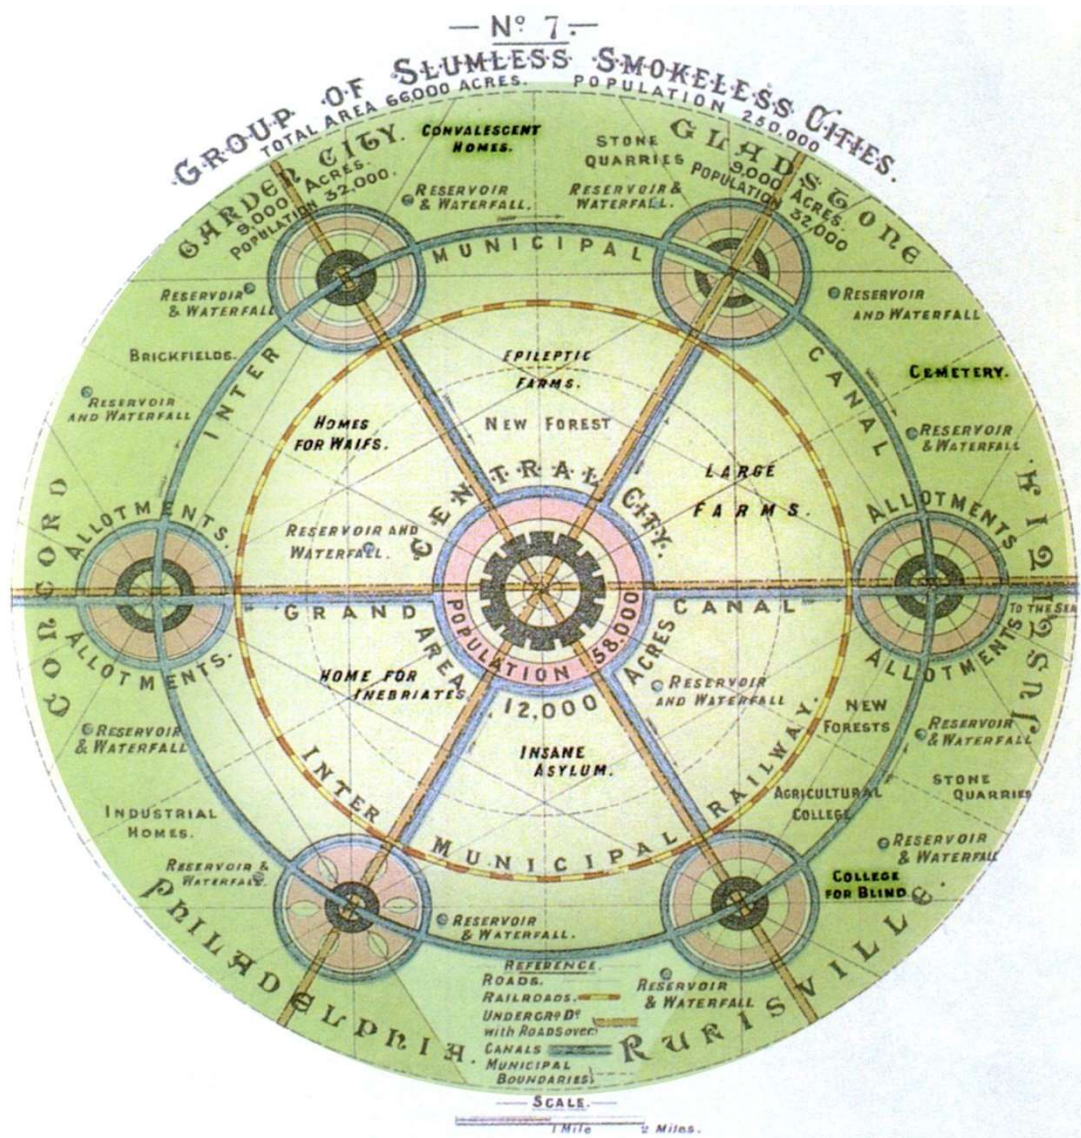 — Nº 7. —
GROUP OF SLUMLESS SMOKELESS CITIES.
TOTAL AREA 66,000 ACRES. POPULATION 250,000
GARDEN CITY.
9,000 ACRES.
POPULATION 32,000.
CONVALESCENT
HOMES.
STONE
QUARRIES
GLADSTONE
9,000 ACRES.
POPULATION
32,000
RESERVOIR
& WATERFALL
RESERVOIR &
WATERFALL.
INTER MUNICIPAL CANAL
RESERVOIR
& WATERFALL
RESERVOIR
AND WATERFALL
BRICKFIELDS.
EPILEPTIC
FARMS.
CEMETERY.
RESERVOIR
AND WATERFALL
HOMES
FOR WAIFS.
NEW FOREST
RESERVOIR
& WATERFALL
LARGE
FARMS.
CENTRAL CITY.
CONCORD
ALLOTMENTS.
ALLOTMENTS
JUSTITIA
RESERVOIR AND
WATERFALL.
GRAND CANAL
TO THE SEA
POPULATION 58,000
AREA 12,000 ACRES
ALLOTMENTS.
ALLOTMENTS
HOME FOR
INEBRIATES.
RESERVOIR
AND WATERFALL
NEW
FORESTS
RESERVOIR
& WATERFALL
RESERVOIR
& WATERFALL
INSANE
ASYLUM.
STONE
QUARRIES
INTER MUNICIPAL RAILWAY.
AGRICULTURAL
COLLEGE
INDUSTRIAL
HOMES.
RESERVOIR
& WATERFALL
RESERVOIR &
WATERFALL.
COLLEGE
FOR BLIND
RESERVOIR
& WATERFALL.
PHILADELPHIA.
RURISVILLE.
RESERVOIR
& WATERFALL
REFERENCE.
ROADS.
RAILROADS.
UNDERGRD Dº
with ROADS over
CANALS
MUNICIPAL
BOUNDARIES
— SCALE. —
1 Mile 2 Miles.